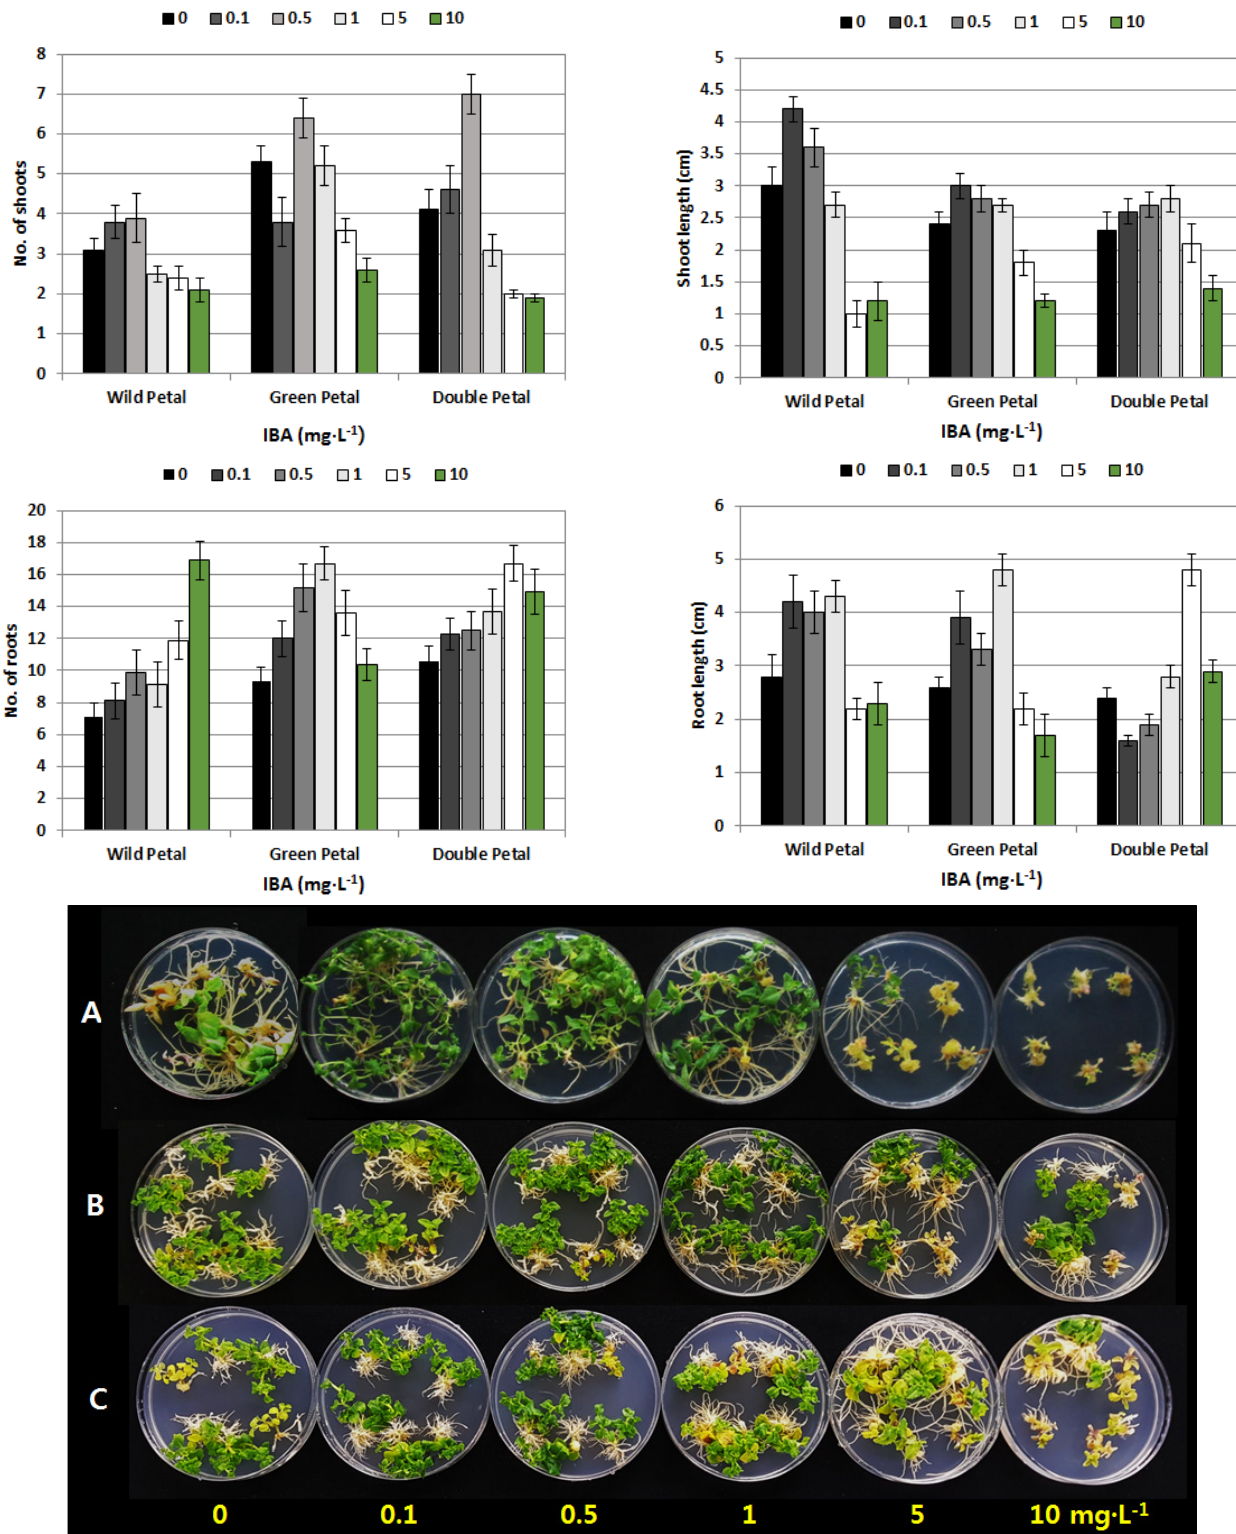 0 0.1 0.5 1 5 10
No. of shoots
8
7
6
5
4
3
2
1
0
Wild Petal Green Petal Double Petal
IBA (mg·L-1)
0 0.1 0.5 1 5 10
Shoot length (cm)
5
4.5
4
3.5
3
2.5
2
1.5
1
0.5
0
Wild Petal Green Petal Double Petal
IBA (mg·L-1)
0 0.1 0.5 1 5 10
No. of roots
20
18
16
14
12
10
8
6
4
2
0
Wild Petal Green Petal Double Petal
IBA (mg·L-1)
0 0.1 0.5 1 5 10
Root length (cm)
6
5
4
3
2
1
0
Wild Petal Green Petal Double Petal
IBA (mg·L-1)
A
B
C
0 0.1 0.5 1 5 10 mg·L-1